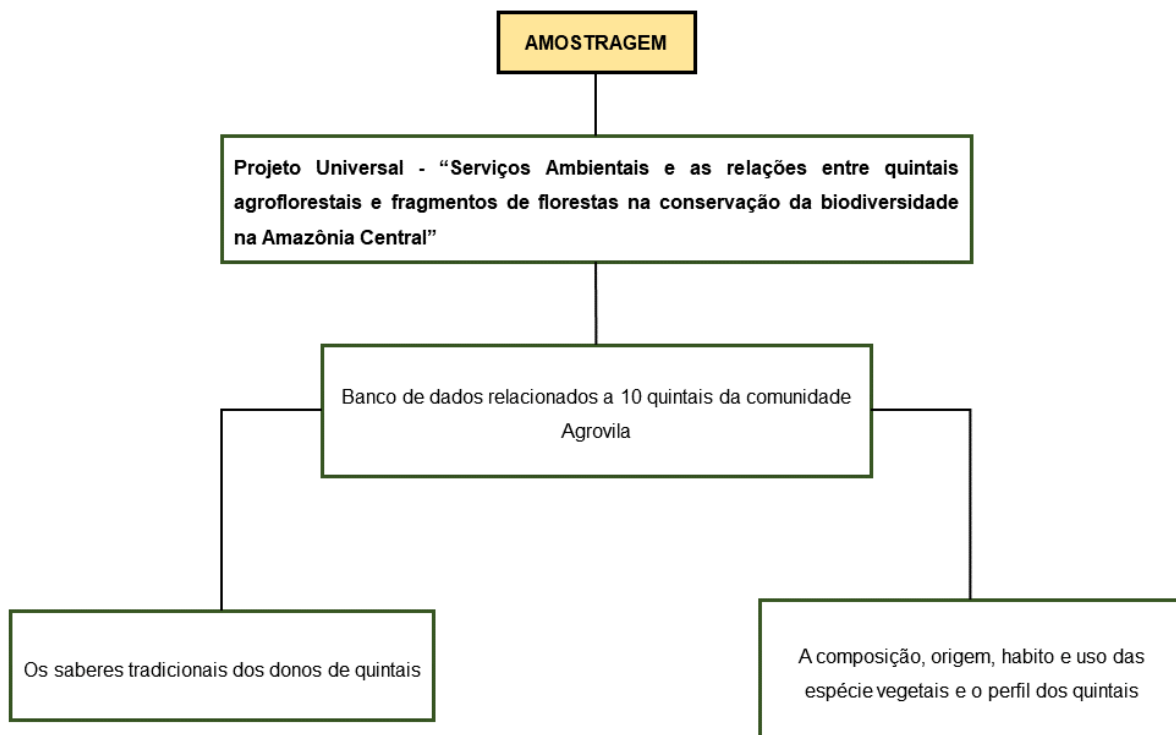 AMOSTRAGEM
Projeto Universal - “Serviços Ambientais e as relações entre quintais
agroflorestais e fragmentos de florestas na conservação da biodiversidade
na Amazônia Central”
Banco de dados relacionados a 10 quintais da comunidade
Agrovila
Os saberes tradicionais dos donos de quintais
A composição, origem, habito e uso das
espécie vegetais e o perfil dos quintais